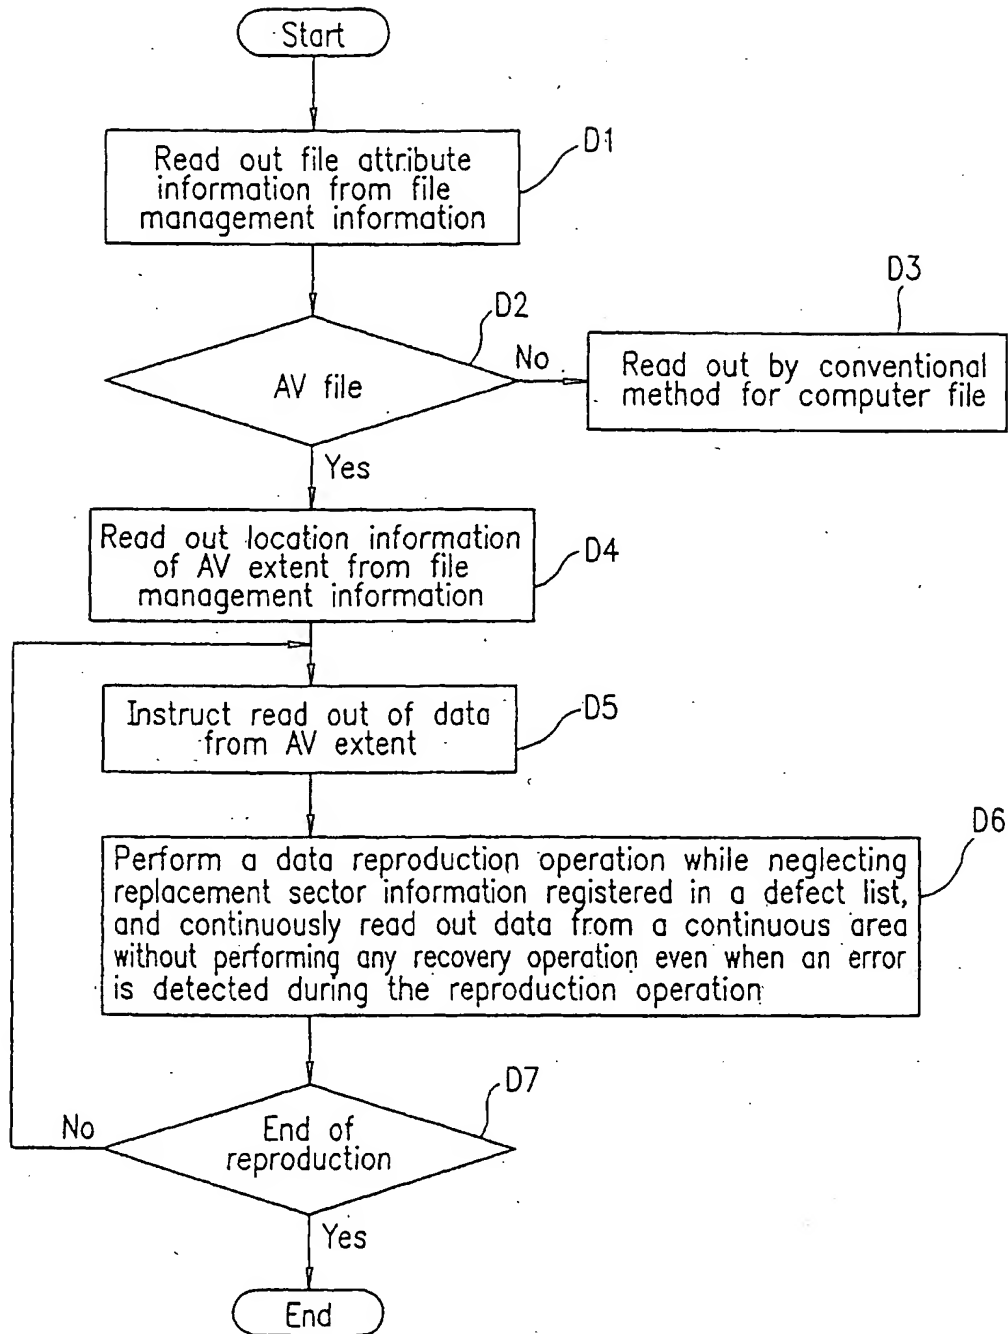 Start
Read out file attribute
information from file
management information
D1
AV file
D2
No
Read out by conventional
method for computer file
D3
Yes
Read out location information
of AV extent from file
management information
D4
Instruct read out of data
from AV extent
D5
Perform a data reproduction operation while neglecting
replacement sector information registered in a defect list,
and continuously read out data from a continuous area
without performing any recovery operation even when an error
is detected during the reproduction operation
D6
End of
reproduction
D7
No
Yes
End